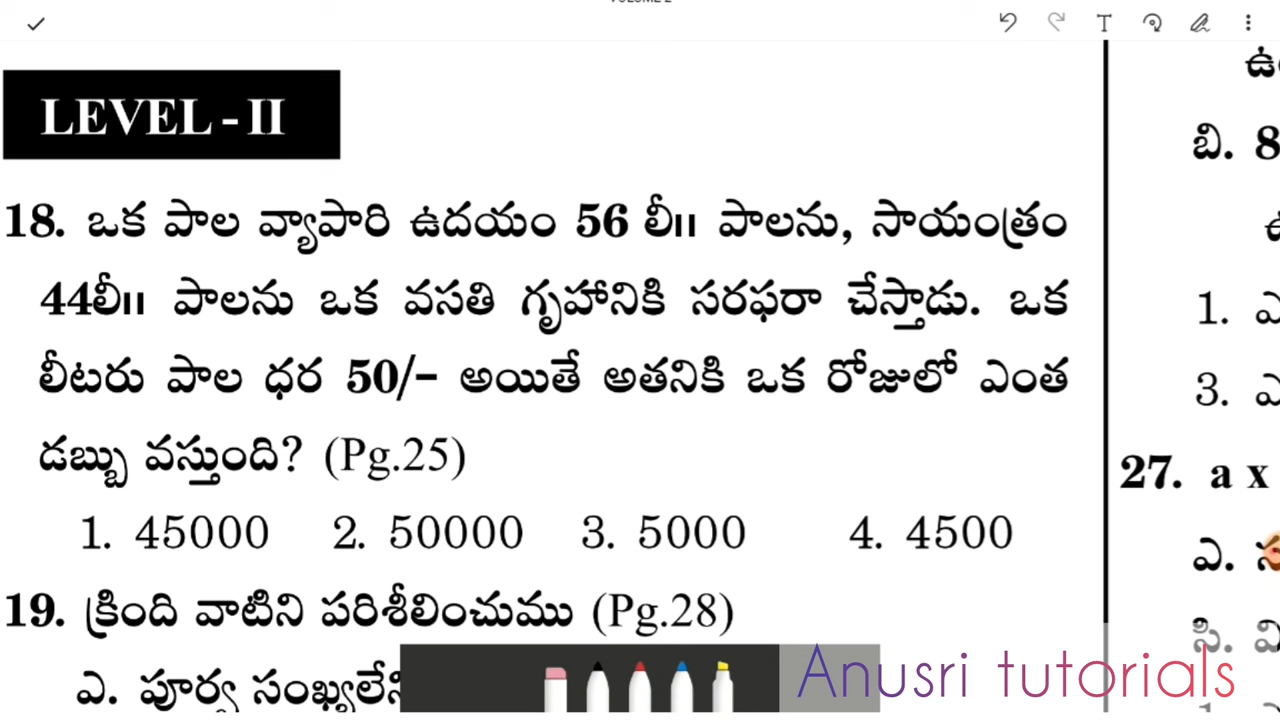 VOLUME 2
LEVEL - II
18. ఒక పాల వ్యాపారి ఉదయం 56 లీ॥ పాలను, సాయంత్రం
44లీ॥ పాలను ఒక వసతి గృహానికి సరఫరా చేస్తాడు. ఒక
లీటరు పాల ధర 50/- అయితే అతనికి ఒక రోజులో ఎంత
డబ్బు వస్తుంది? (Pg.25)
1. 45000 2. 50000 3. 5000 4. 4500
19. క్రింది వాటిని పరిశీలించుము (Pg.28)
ఎ. పూర్వ
బి. 8
1. ఎ
3. ఎ
27. a x
ఎ.
సి. వి
Anusri tutorials